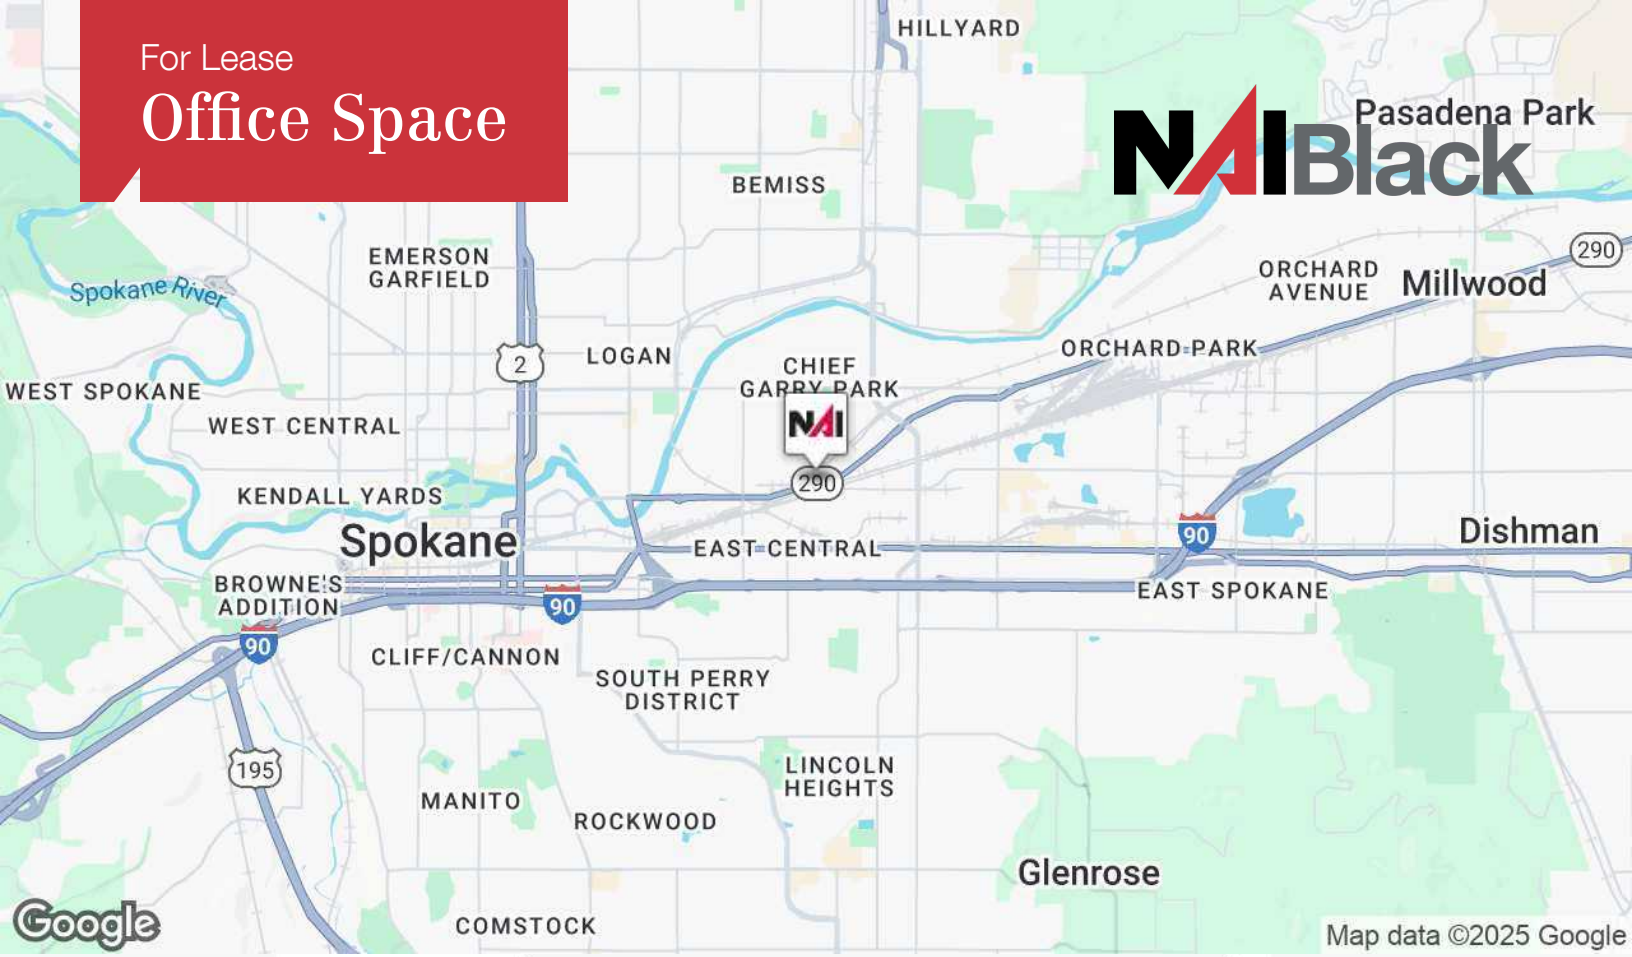 For Lease
Office Space
HILLYARD
NAIBlack
Pasadena Park
BEMISS
290
EMERSON
GARFIELD
ORCHARD
AVENUE
Millwood
Spokane River
2
LOGAN
CHIEF
GARRY PARK
ORCHARD PARK
WEST SPOKANE
WEST CENTRAL
NAI
290
KENDALL YARDS
Spokane
EAST CENTRAL
90
Dishman
BROWNE'S
ADDITION
90
EAST SPOKANE
90
CLIFF/CANNON
SOUTH PERRY
DISTRICT
195
LINCOLN
HEIGHTS
MANITO
ROCKWOOD
Glenrose
COMSTOCK
Google
Map data ©2025 Google